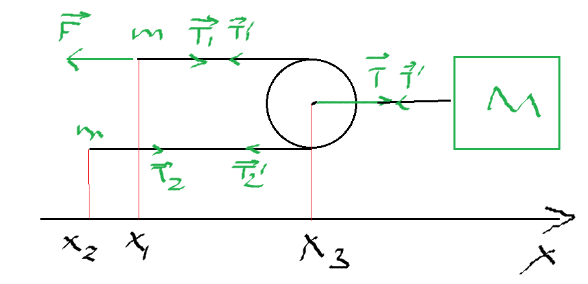 F m T₁ T₁'
T T' M
m
T₂ T₂'
x₂ x₁ x₃ x